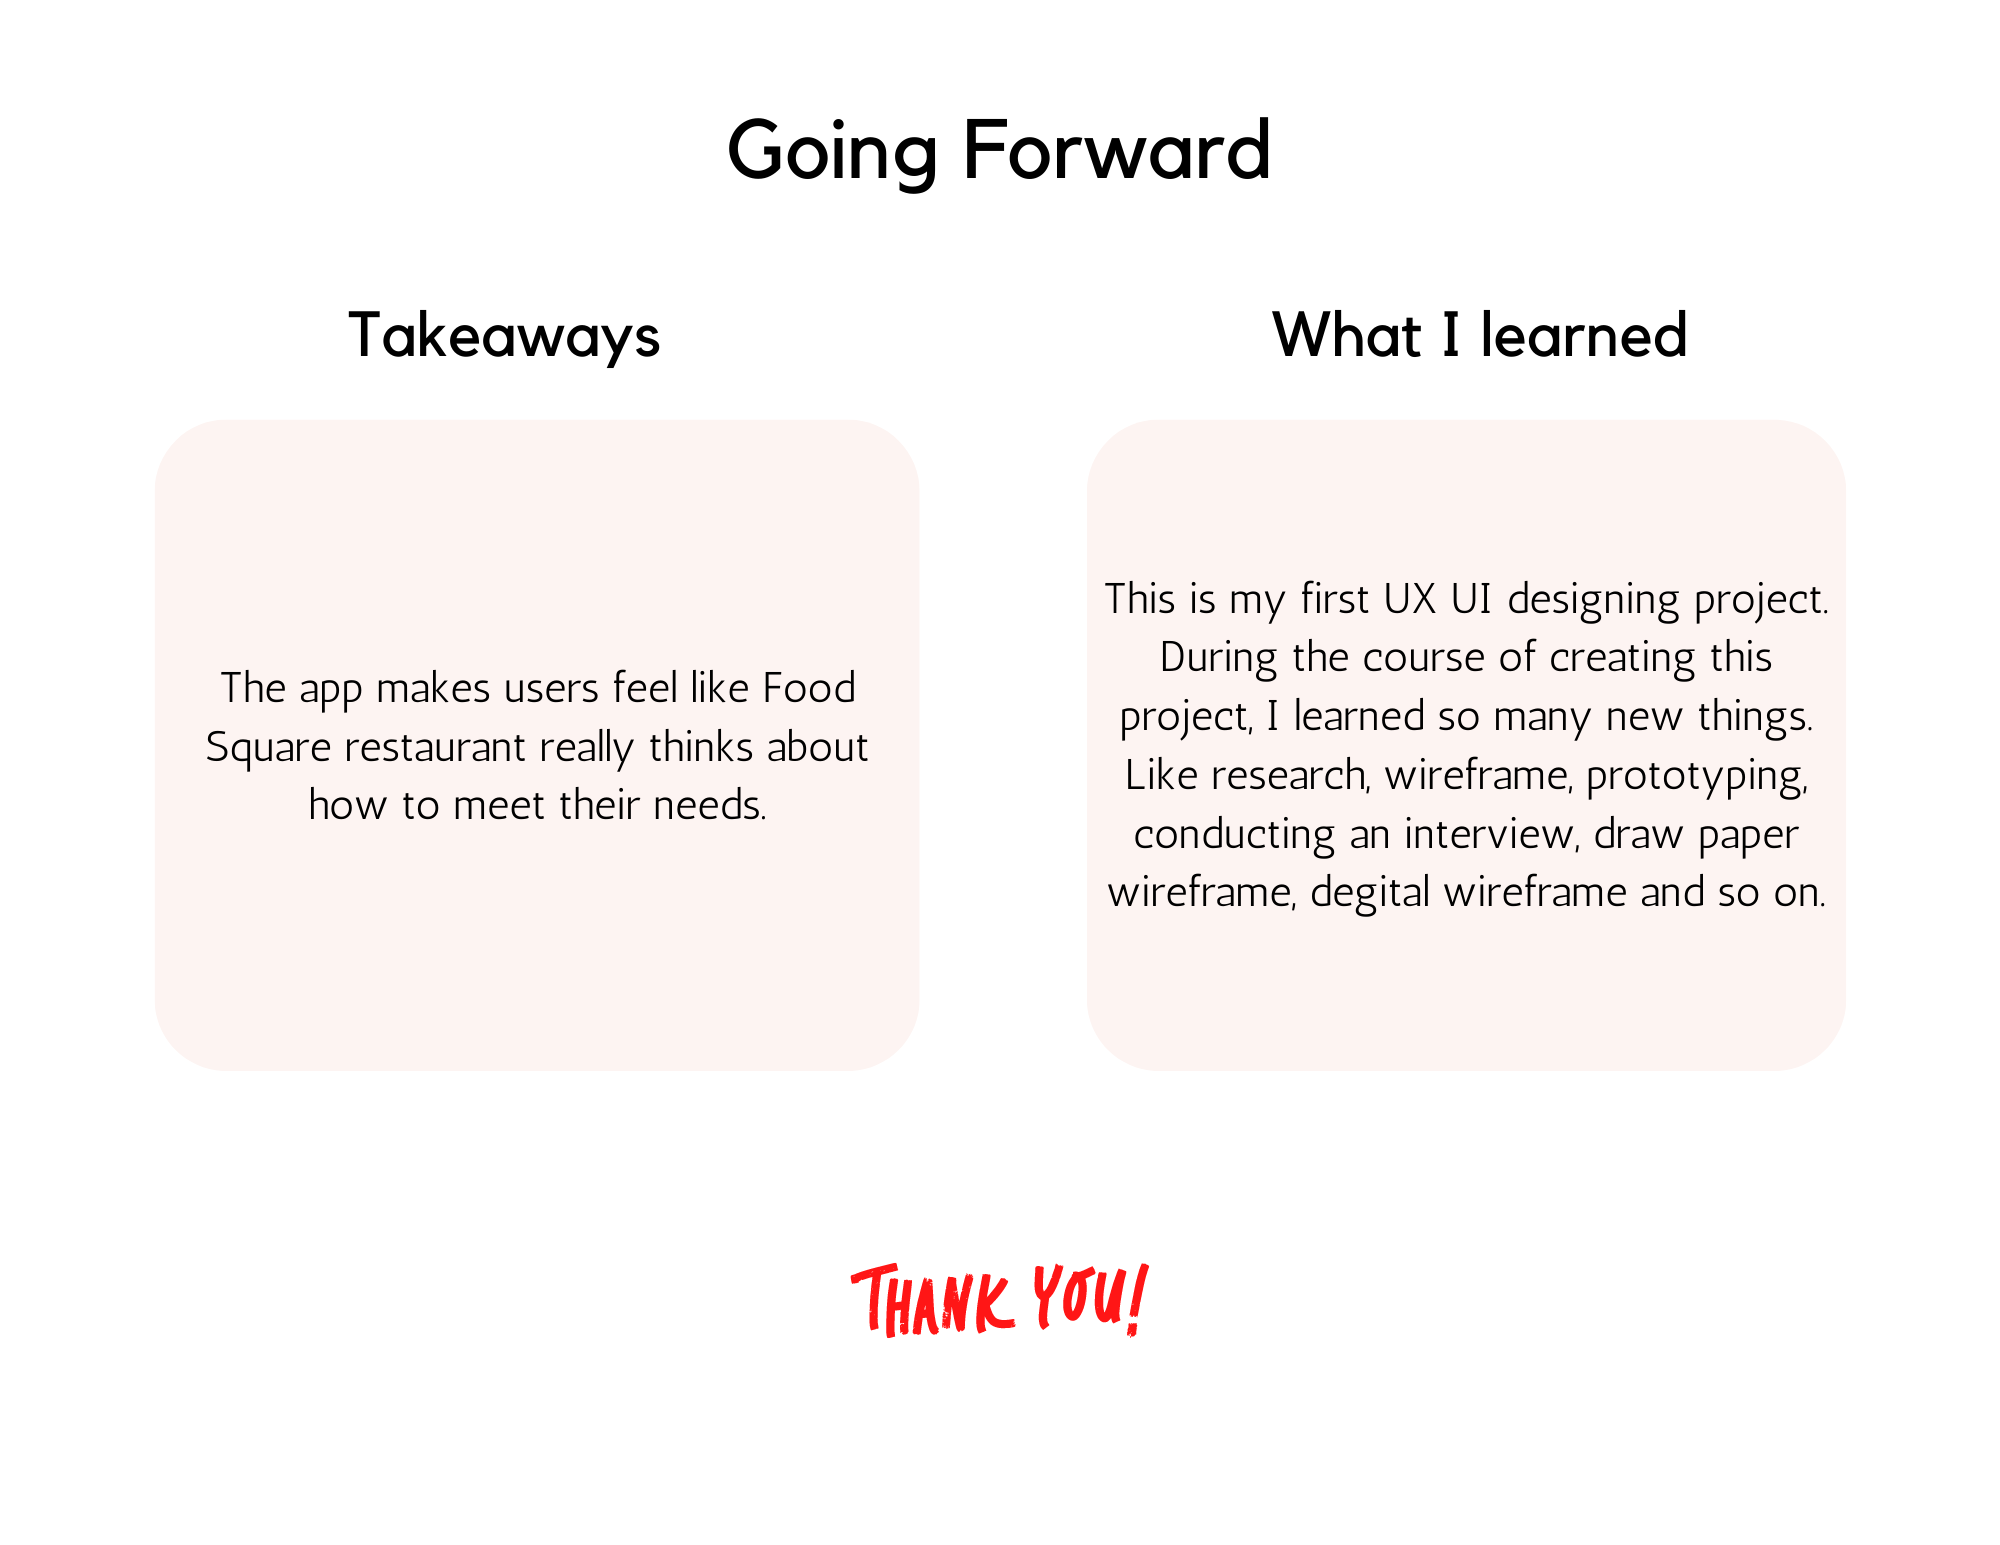 Going Forward
Takeaways
The app makes users feel like Food
Square restaurant really thinks about
how to meet their needs.
What I learned
This is my first UX UI designing project.
During the course of creating this
project, I learned so many new things.
Like research, wireframe, prototyping,
conducting an interview, draw paper
wireframe, degital wireframe and so on.
THANK YOU!